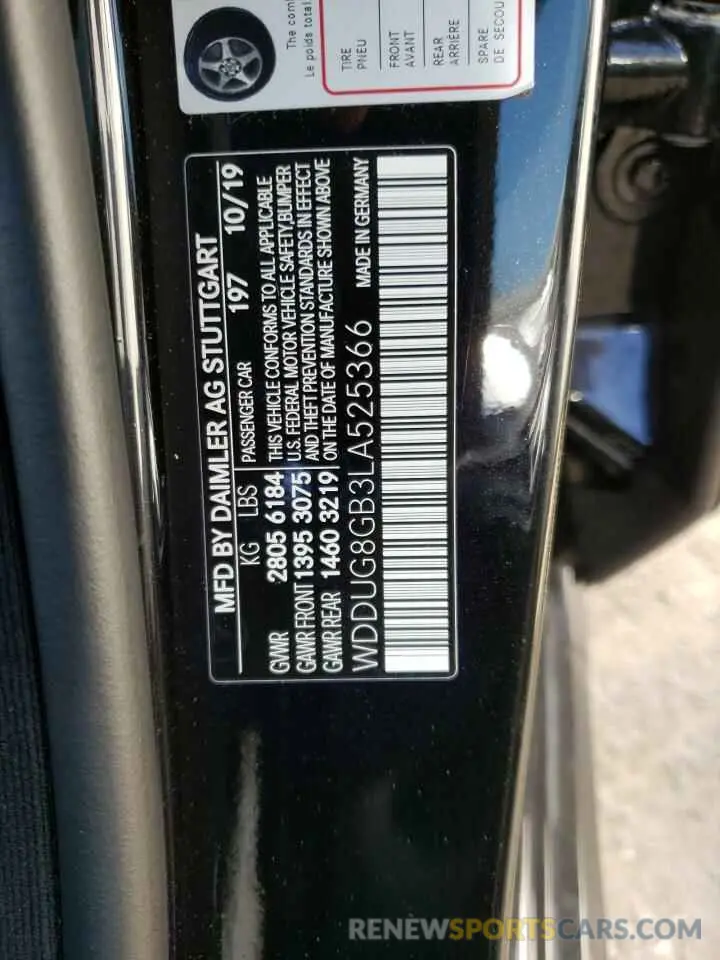 The com
Le poids total
TIRE
PNEU
FRONT
AVANT
REAR
ARRIÈRE
SPARE
DE SECOU
MFD BY DAIMLER AG STUTTGART
KG LBS PASSENGER CAR 197 10/19
GVWR 2805 6184
GAWR FRONT 1395 3075
GAWR REAR 1460 3219
THIS VEHICLE CONFORMS TO ALL APPLICABLE
U.S. FEDERAL MOTOR VEHICLE SAFETY, BUMPER
AND THEFT PREVENTION STANDARDS IN EFFECT
ON THE DATE OF MANUFACTURE SHOWN ABOVE
WDDUG8GB3LA525366 MADE IN GERMANY
RENEWSPORTSCARS.COM